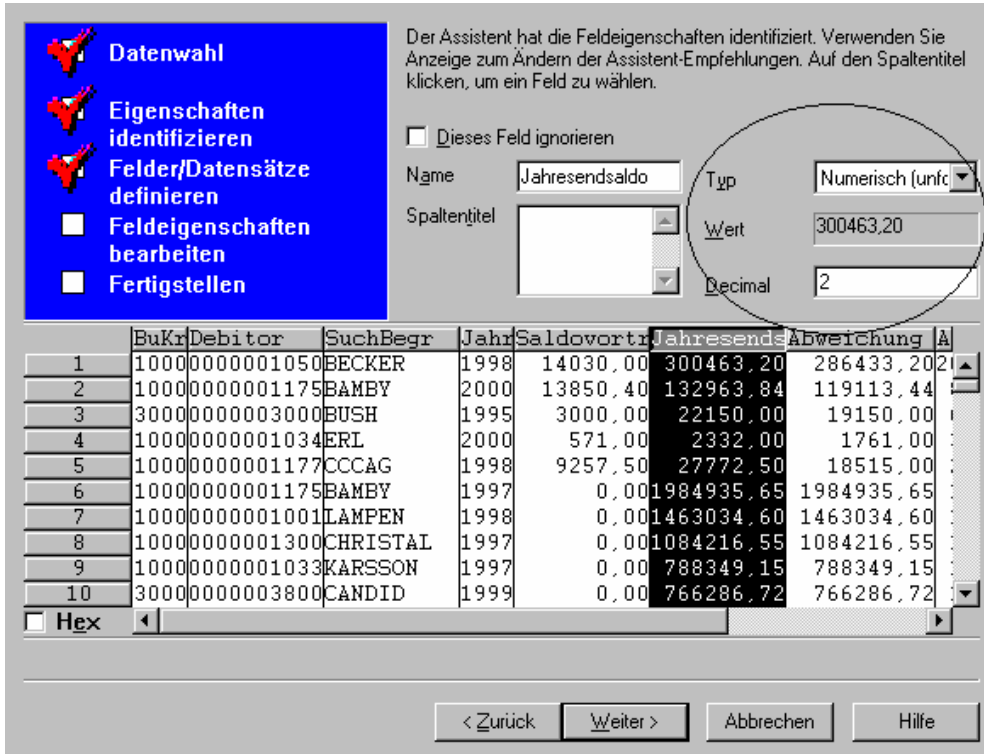 Datenwahl
Eigenschaften
identifizieren
Felder/Datensätze
definieren
Feldeigenschaften
bearbeiten
Fertigstellen
Der Assistent hat die Feldeigenschaften identifiziert. Verwenden Sie
Anzeige zum Ändern der Assistent-Empfehlungen. Auf den Spaltentitel
klicken, um ein Feld zu wählen.
Dieses Feld ignorieren
Name Jahresendsaldo
Spaltentitel
Typ Numerisch (unfo
Wert 300463,20
Decimal 2
BuKr Debitor SuchBegr Jahr Saldovortr Jahresends Abweichung A
1 1000 0000001050 BECKER 1998 14030,00 300463,20 286433,20 20
2 1000 0000001175 BAMBY 2000 13850,40 132963,84 119113,44
3 3000 0000003000 BUSH 1995 3000,00 22150,00 19150,00
4 1000 0000001034 ERL 2000 571,00 2332,00 1761,00
5 1000 0000001177 CCCAG 1998 9257,50 27772,50 18515,00
6 1000 0000001175 BAMBY 1997 0,00 1984935,65 1984935,65
7 1000 0000001001 LAMPEN 1998 0,00 1463034,60 1463034,60
8 1000 0000001300 CHRISTAL 1997 0,00 1084216,55 1084216,55
9 1000 0000001033 KARSSON 1997 0,00 788349,15 788349,15
10 3000 0000003800 CANDID 1999 0,00 766286,72 766286,72
Hex
< Zurück Weiter > Abbrechen Hilfe